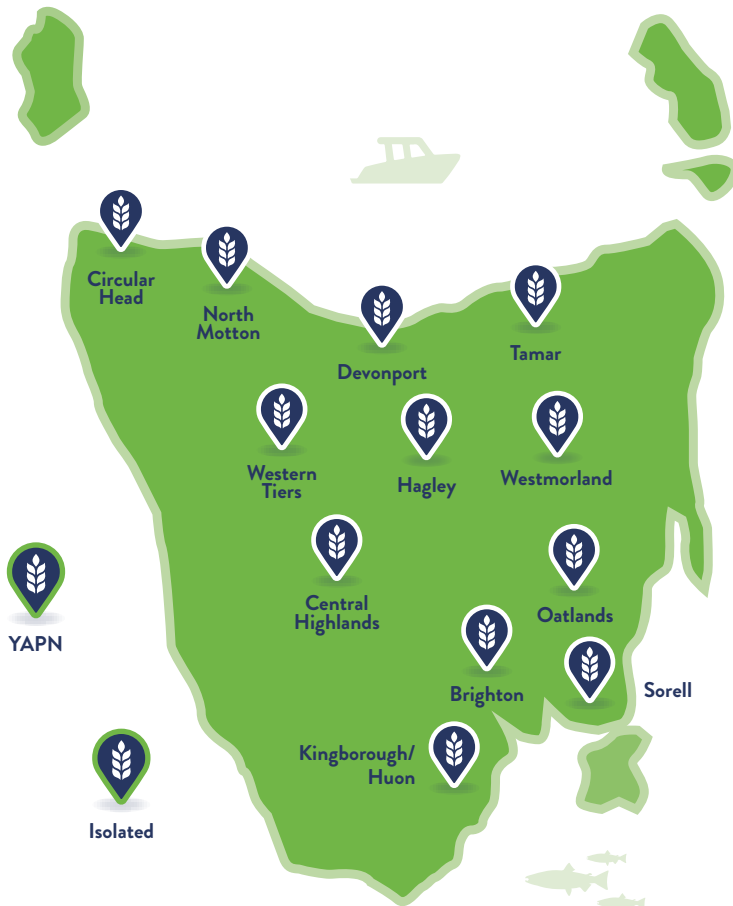 Circular
Head
North
Motton
Devonport
Tamar
Western
Tiers
Hagley
Westmorland
Central
Highlands
Oatlands
YAPN
Brighton
Sorell
Kingborough/
Huon
Isolated